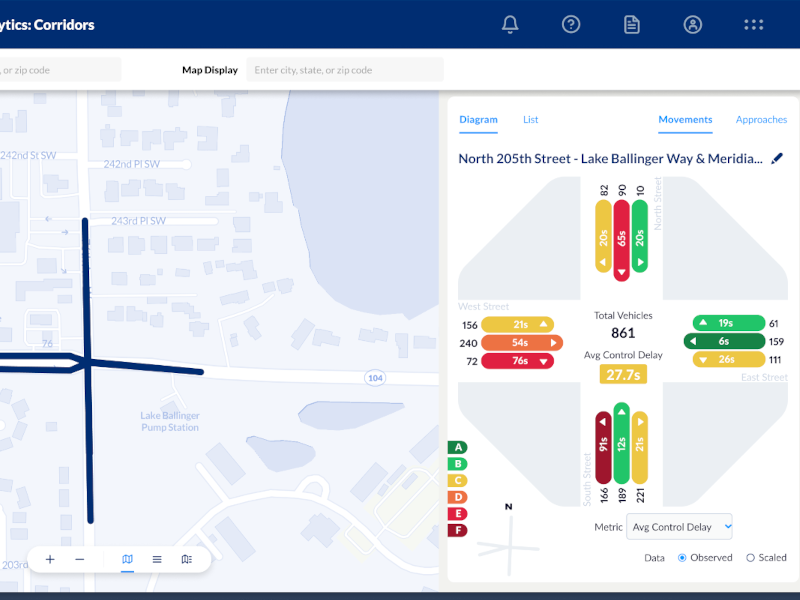 ytics: Corridors
, or zip code
Map Display
Enter city, state, or zip code
242nd St SW
242nd Pl SW
243rd Pl SW
76
104
Lake Ballinger
Pump Station
203rd
Diagram
List
Movements
Approaches
North 205th Street - Lake Ballinger Way & Meridia...
82
90
10
20s
65s
20s
North Street
West Street
156
21s
240
54s
72
76s
Total Vehicles
861
Avg Control Delay
27.7s
19s
61
6s
159
26s
111
East Street
South Street
91s
12s
21s
166
189
221
A
B
C
D
E
F
N
Metric
Avg Control Delay
Data
Observed
Scaled